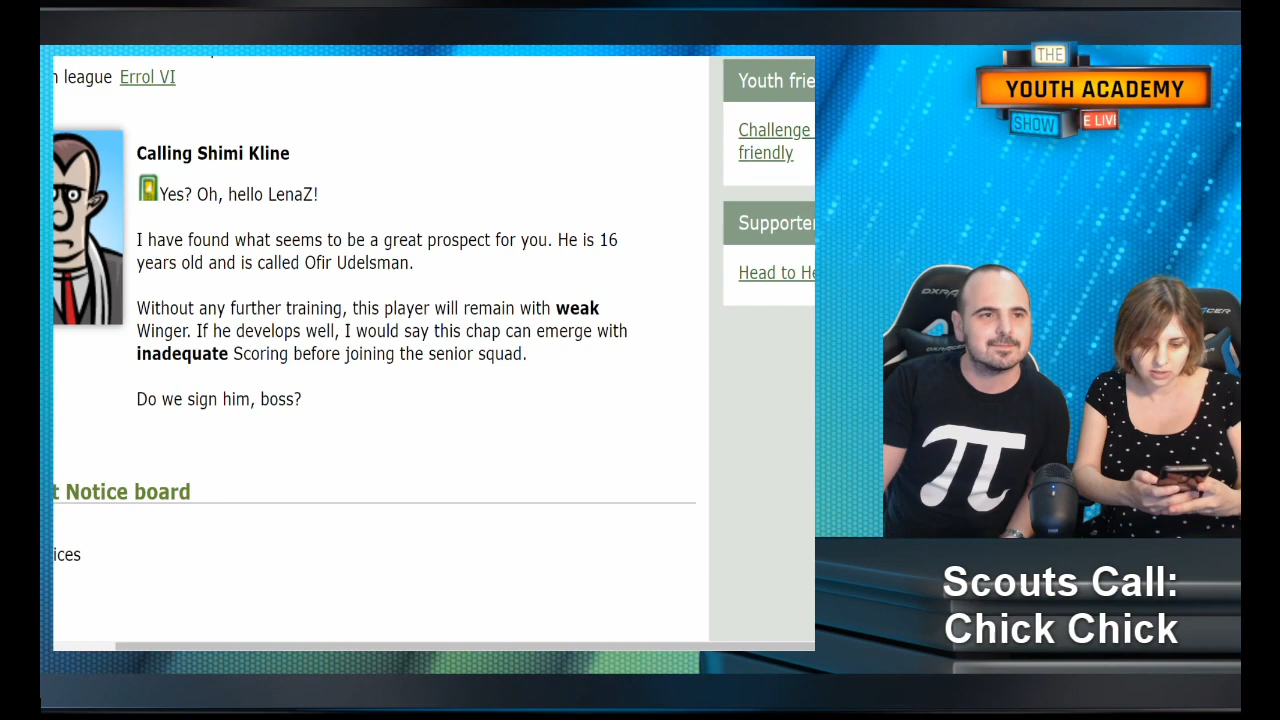 n league Errol VI
Calling Shimi Kline
Yes? Oh, hello LenaZ!
I have found what seems to be a great prospect for you. He is 16
years old and is called Ofir Udelsman.
Without any further training, this player will remain with weak
Winger. If he develops well, I would say this chap can emerge with
inadequate Scoring before joining the senior squad.
Do we sign him, boss?
t Notice board
ices
Youth frie
Challenge
friendly
Supporter
Head to He
THE
YOUTH ACADEMY
SHOW
E LIVE
DXRACER
ACER
DXRACER
π
Scouts Call:
Chick Chick